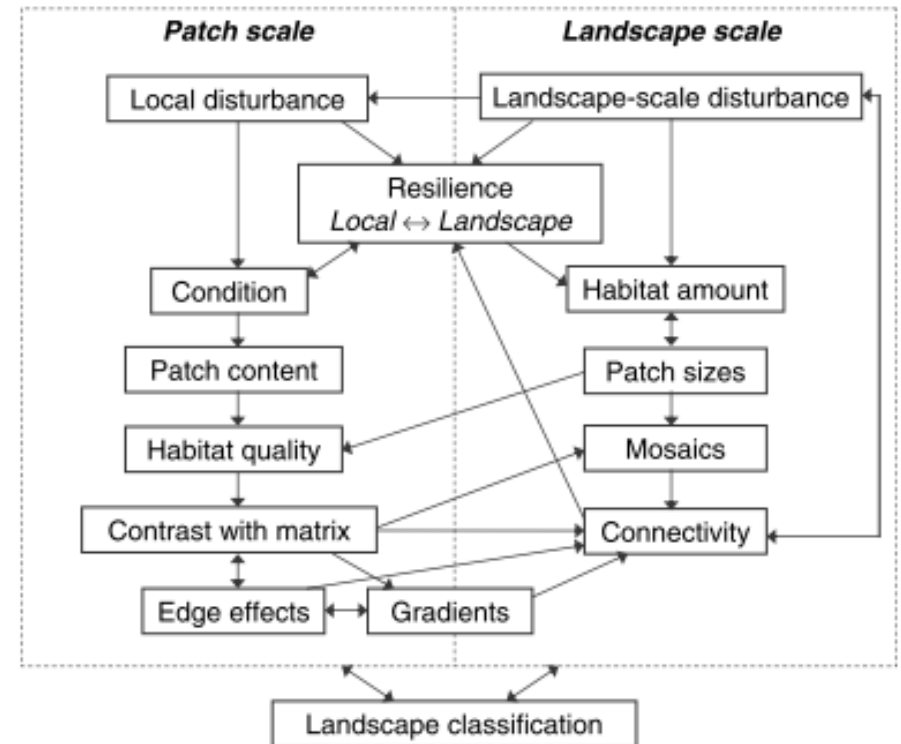 Patch scale
Landscape scale
Local disturbance
Landscape-scale disturbance
Resilience
Local ↔ Landscape
Condition
Habitat amount
Patch content
Patch sizes
Habitat quality
Mosaics
Contrast with matrix
Connectivity
Edge effects
Gradients
Landscape classification